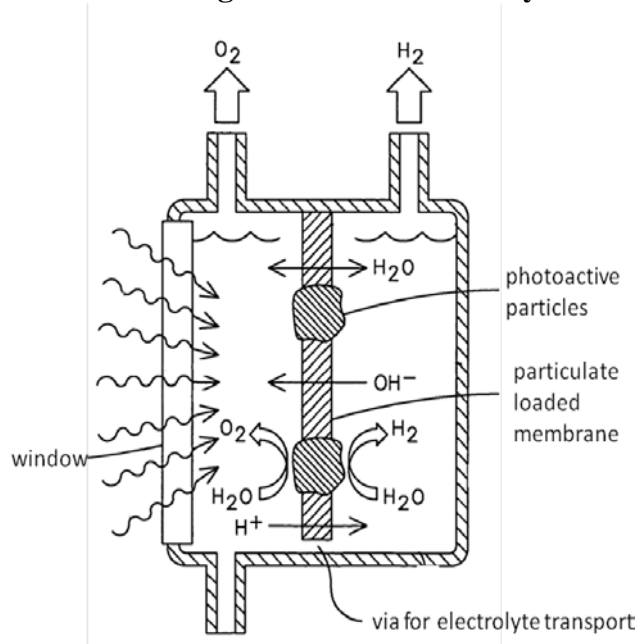 O2
H2
H2O
photoactive
particles
OH−
particulate
loaded
membrane
O2
H2
window
H2O
H2O
H+
via for electrolyte transport